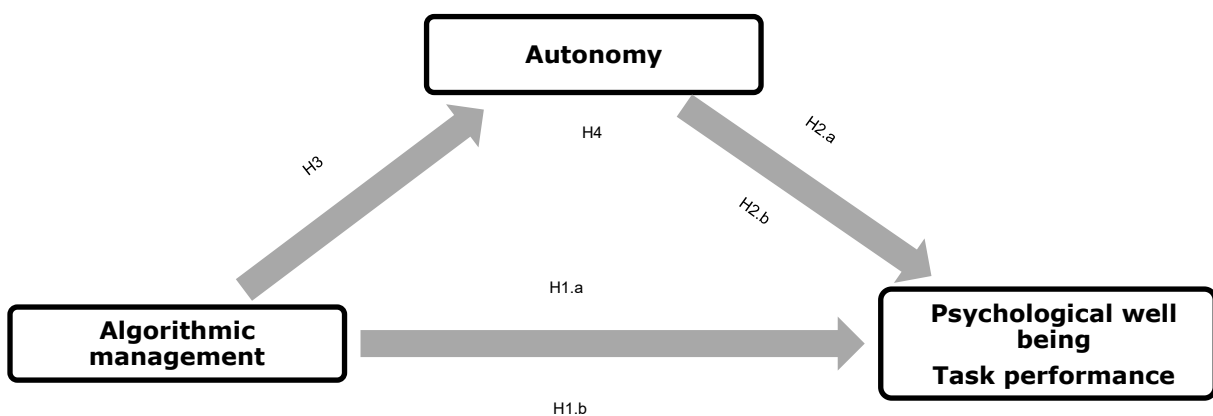 Autonomy
H4
H2.a
H3
H2.b
H1.a
Algorithmic
management
Psychological well
being
Task performance
H1.b